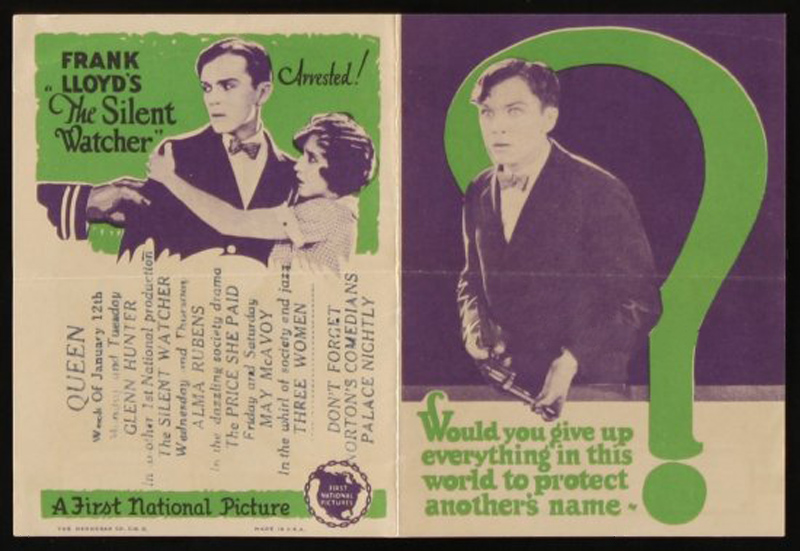 FRANK
LLOYD'S
"The Silent
Watcher"
Arrested!
QUEEN
Week Of January 12th
Monday and Tuesday
GLENN HUNTER
In another 1st National production
The SILENT WATCHER
Wednesday and Thursday
ALMA RUBENS
In the dazzling society drama
The PRICE SHE PAID
Friday and Saturday
MAY McAVOY
In the whirl of society end jazz
THREE WOMEN
DON'T FORGET
NORTON'S COMEDIANS
PALACE NIGHTLY
A First National Picture
FIRST
NATIONAL
PICTURES
MADE IN U.S.A.
Would you give up
everything in this
world to protect
another's name ~
?